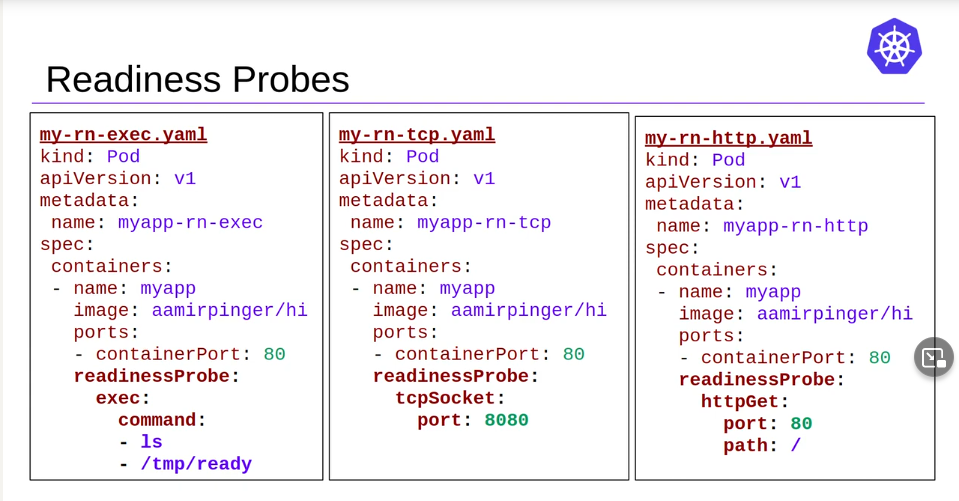 Readiness Probes
my-rn-exec.yaml
kind: Pod
apiVersion: v1
metadata:
 name: myapp-rn-exec
spec:
 containers:
 - name: myapp
   image: aamirpinger/hi
   ports:
   - containerPort: 80
   readinessProbe:
     exec:
       command:
       - ls
       - /tmp/ready
my-rn-tcp.yaml
kind: Pod
apiVersion: v1
metadata:
 name: myapp-rn-tcp
spec:
 containers:
 - name: myapp
   image: aamirpinger/hi
   ports:
   - containerPort: 80
   readinessProbe:
     tcpSocket:
       port: 8080
my-rn-http.yaml
kind: Pod
apiVersion: v1
metadata:
 name: myapp-rn-http
spec:
 containers:
 - name: myapp
   image: aamirpinger/hi
   ports:
   - containerPort: 80
   readinessProbe:
     httpGet:
       port: 80
       path: /